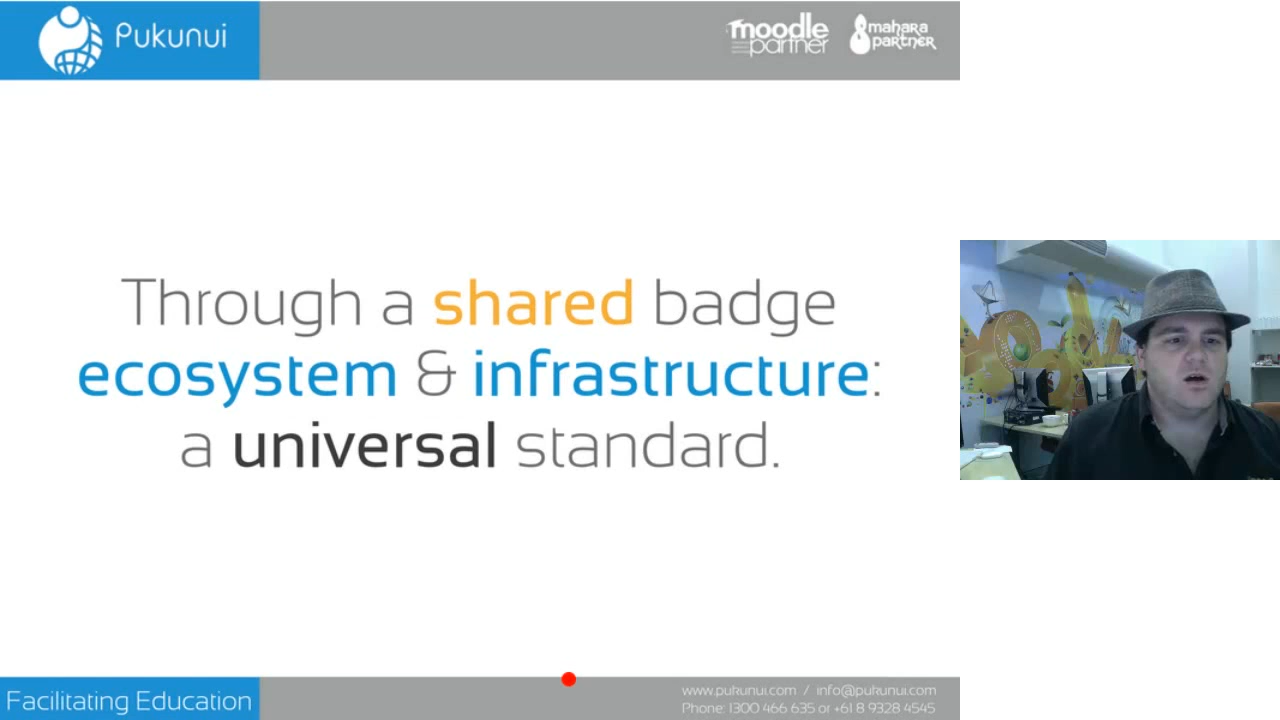 Pukunui
moodle
partner
mahara
partner
Through a shared badge
ecosystem & infrastructure:
a universal standard.
Facilitating Education
www.pukunui.com / info@pukunui.com
Phone: 1300 466 635 or +61 8 9328 4545